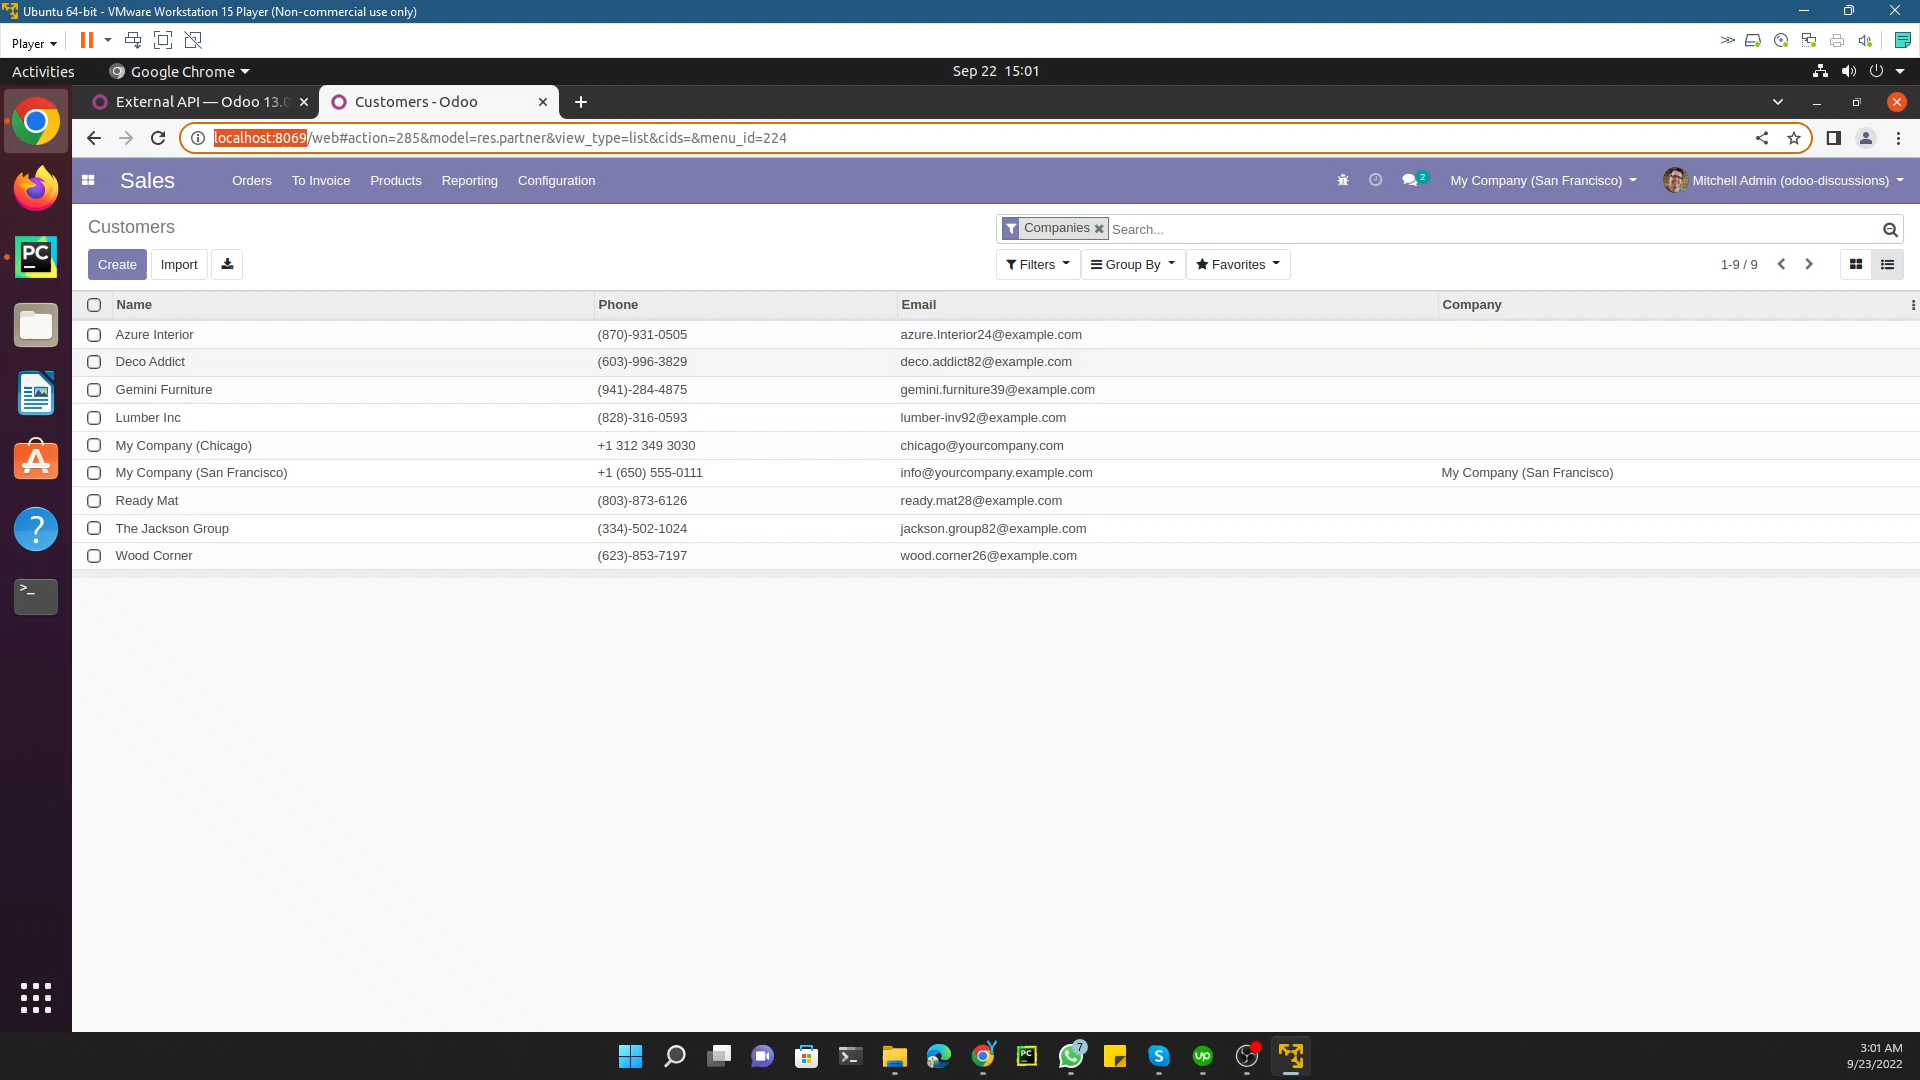 Ubuntu 64-bit - VMware Workstation 15 Player (Non-commercial use only)
Player
Activities
Google Chrome
Sep 22 15:01
External API — Odoo 13.0
Customers - Odoo
localhost:8069/web#action=285&model=res.partner&view_type=list&cids=&menu_id=224
Sales
Orders
To Invoice
Products
Reporting
Configuration
2
My Company (San Francisco)
Mitchell Admin (odoo-discussions)
Customers
Companies
Search...
Create
Import
Filters
Group By
Favorites
1-9 / 9
Name Phone Email Company
Azure Interior (870)-931-0505 azure.Interior24@example.com
Deco Addict (603)-996-3829 deco.addict82@example.com
Gemini Furniture (941)-284-4875 gemini.furniture39@example.com
Lumber Inc (828)-316-0593 lumber-inv92@example.com
My Company (Chicago) +1 312 349 3030 chicago@yourcompany.com
My Company (San Francisco) +1 (650) 555-0111 info@yourcompany.example.com My Company (San Francisco)
Ready Mat (803)-873-6126 ready.mat28@example.com
The Jackson Group (334)-502-1024 jackson.group82@example.com
Wood Corner (623)-853-7197 wood.corner26@example.com
PC
?
>_
PC
7
S
up
3:01 AM
9/23/2022